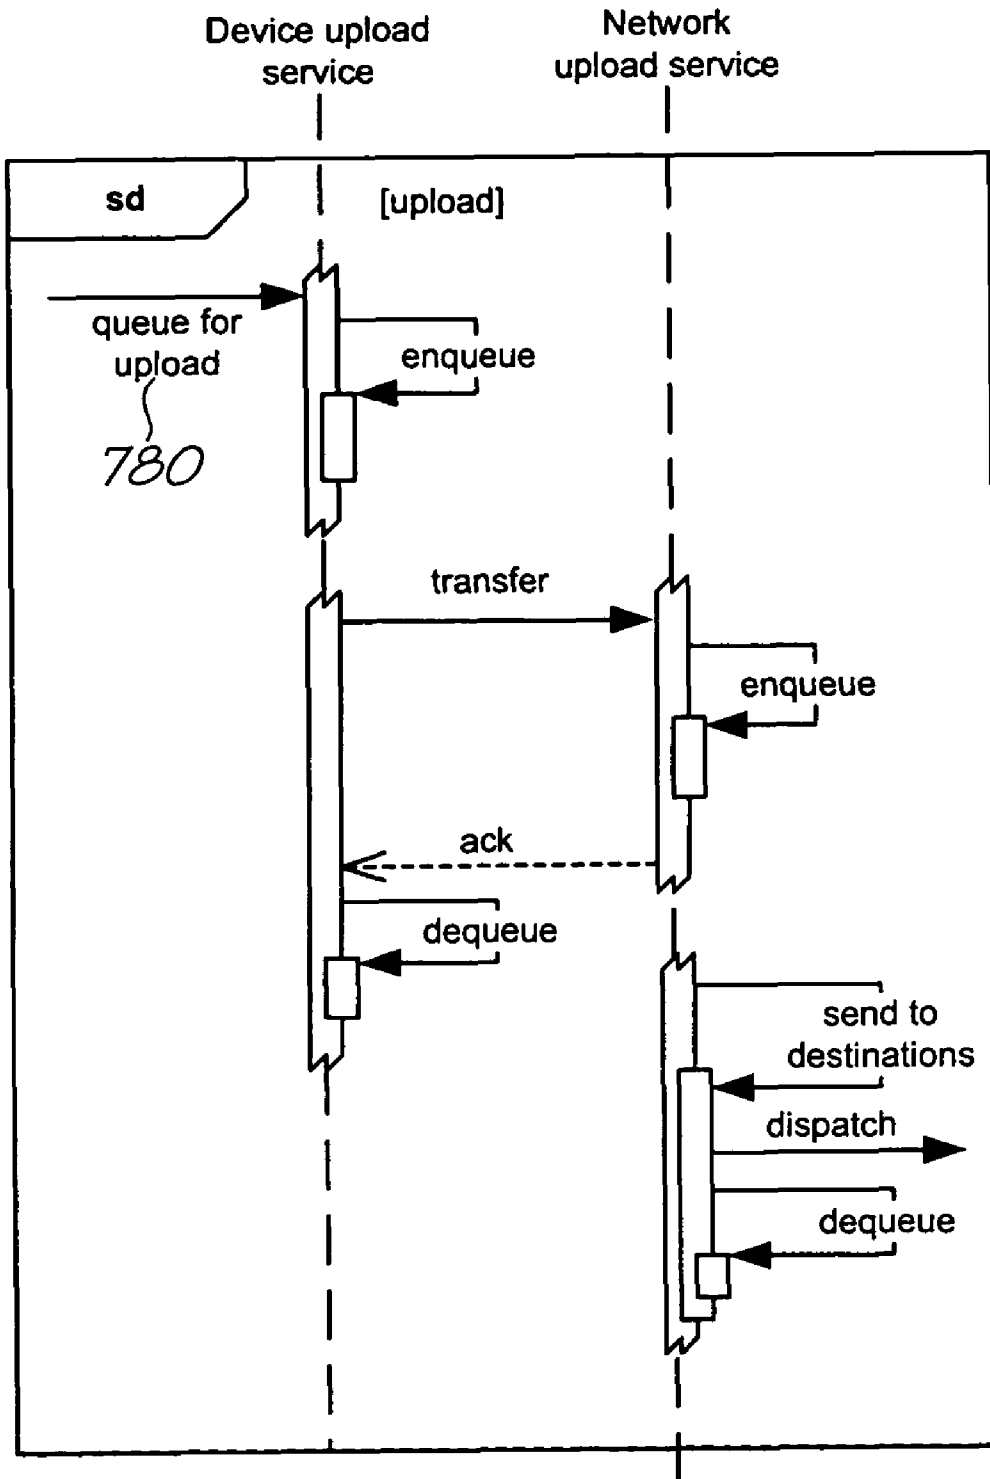 Device upload
service
Network
upload service
sd
[upload]
queue for
upload
780
enqueue
transfer
enqueue
ack
dequeue
send to
destinations
dispatch
dequeue